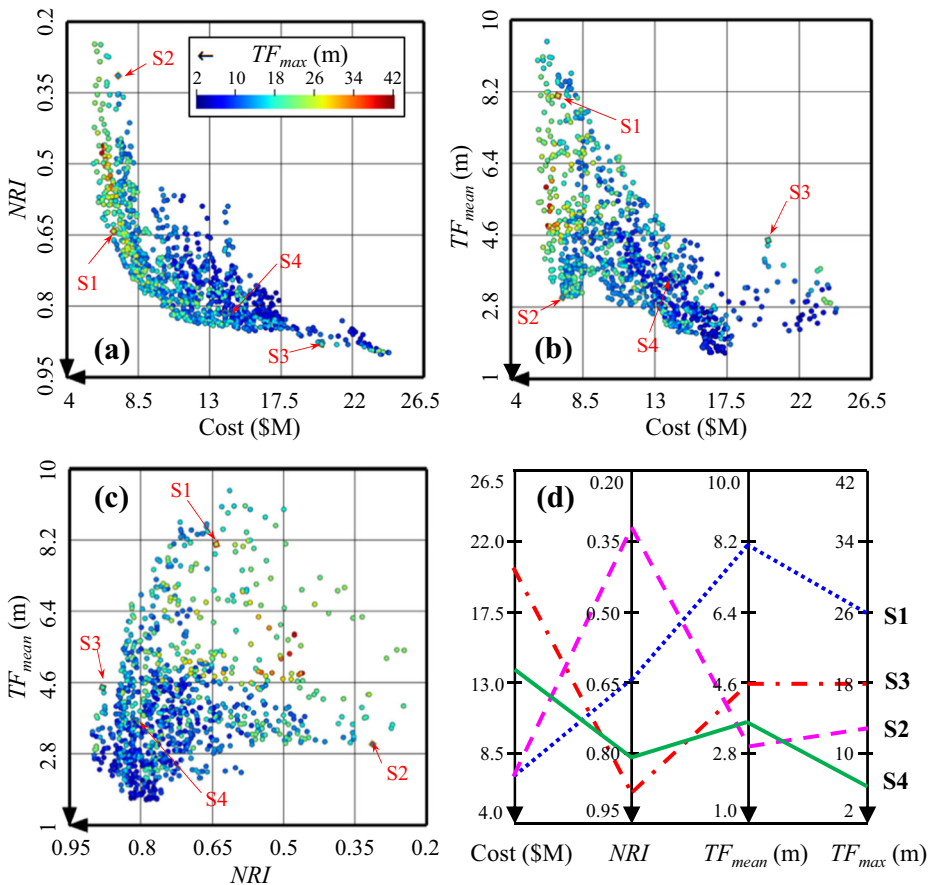 0.2
0.35
0.5
0.65
0.8
0.95
NRI
S2
← TFmax (m)
2 10 18 26 34 42
S1
S4
S3
(a)
4 8.5 13 17.5 22 26.5
Cost ($M)
10
8.2
6.4
4.6
2.8
1
TFmean (m)
S1
S3
S2
S4
(b)
4 8.5 13 17.5 22 26.5
Cost ($M)
10
8.2
6.4
4.6
2.8
1
TFmean (m)
(c)
S1
S3
S2
S4
0.95 0.8 0.65 0.5 0.35 0.2
NRI
26.5 0.20 10.0 42
(d)
22.0 0.35 8.2 34
17.5 0.50 6.4 26 S1
13.0 0.65 4.6 18 S3
S2
8.5 0.80 2.8 10
S4
4.0 0.95 1.0 2
Cost ($M) NRI TFmean (m) TFmax (m)